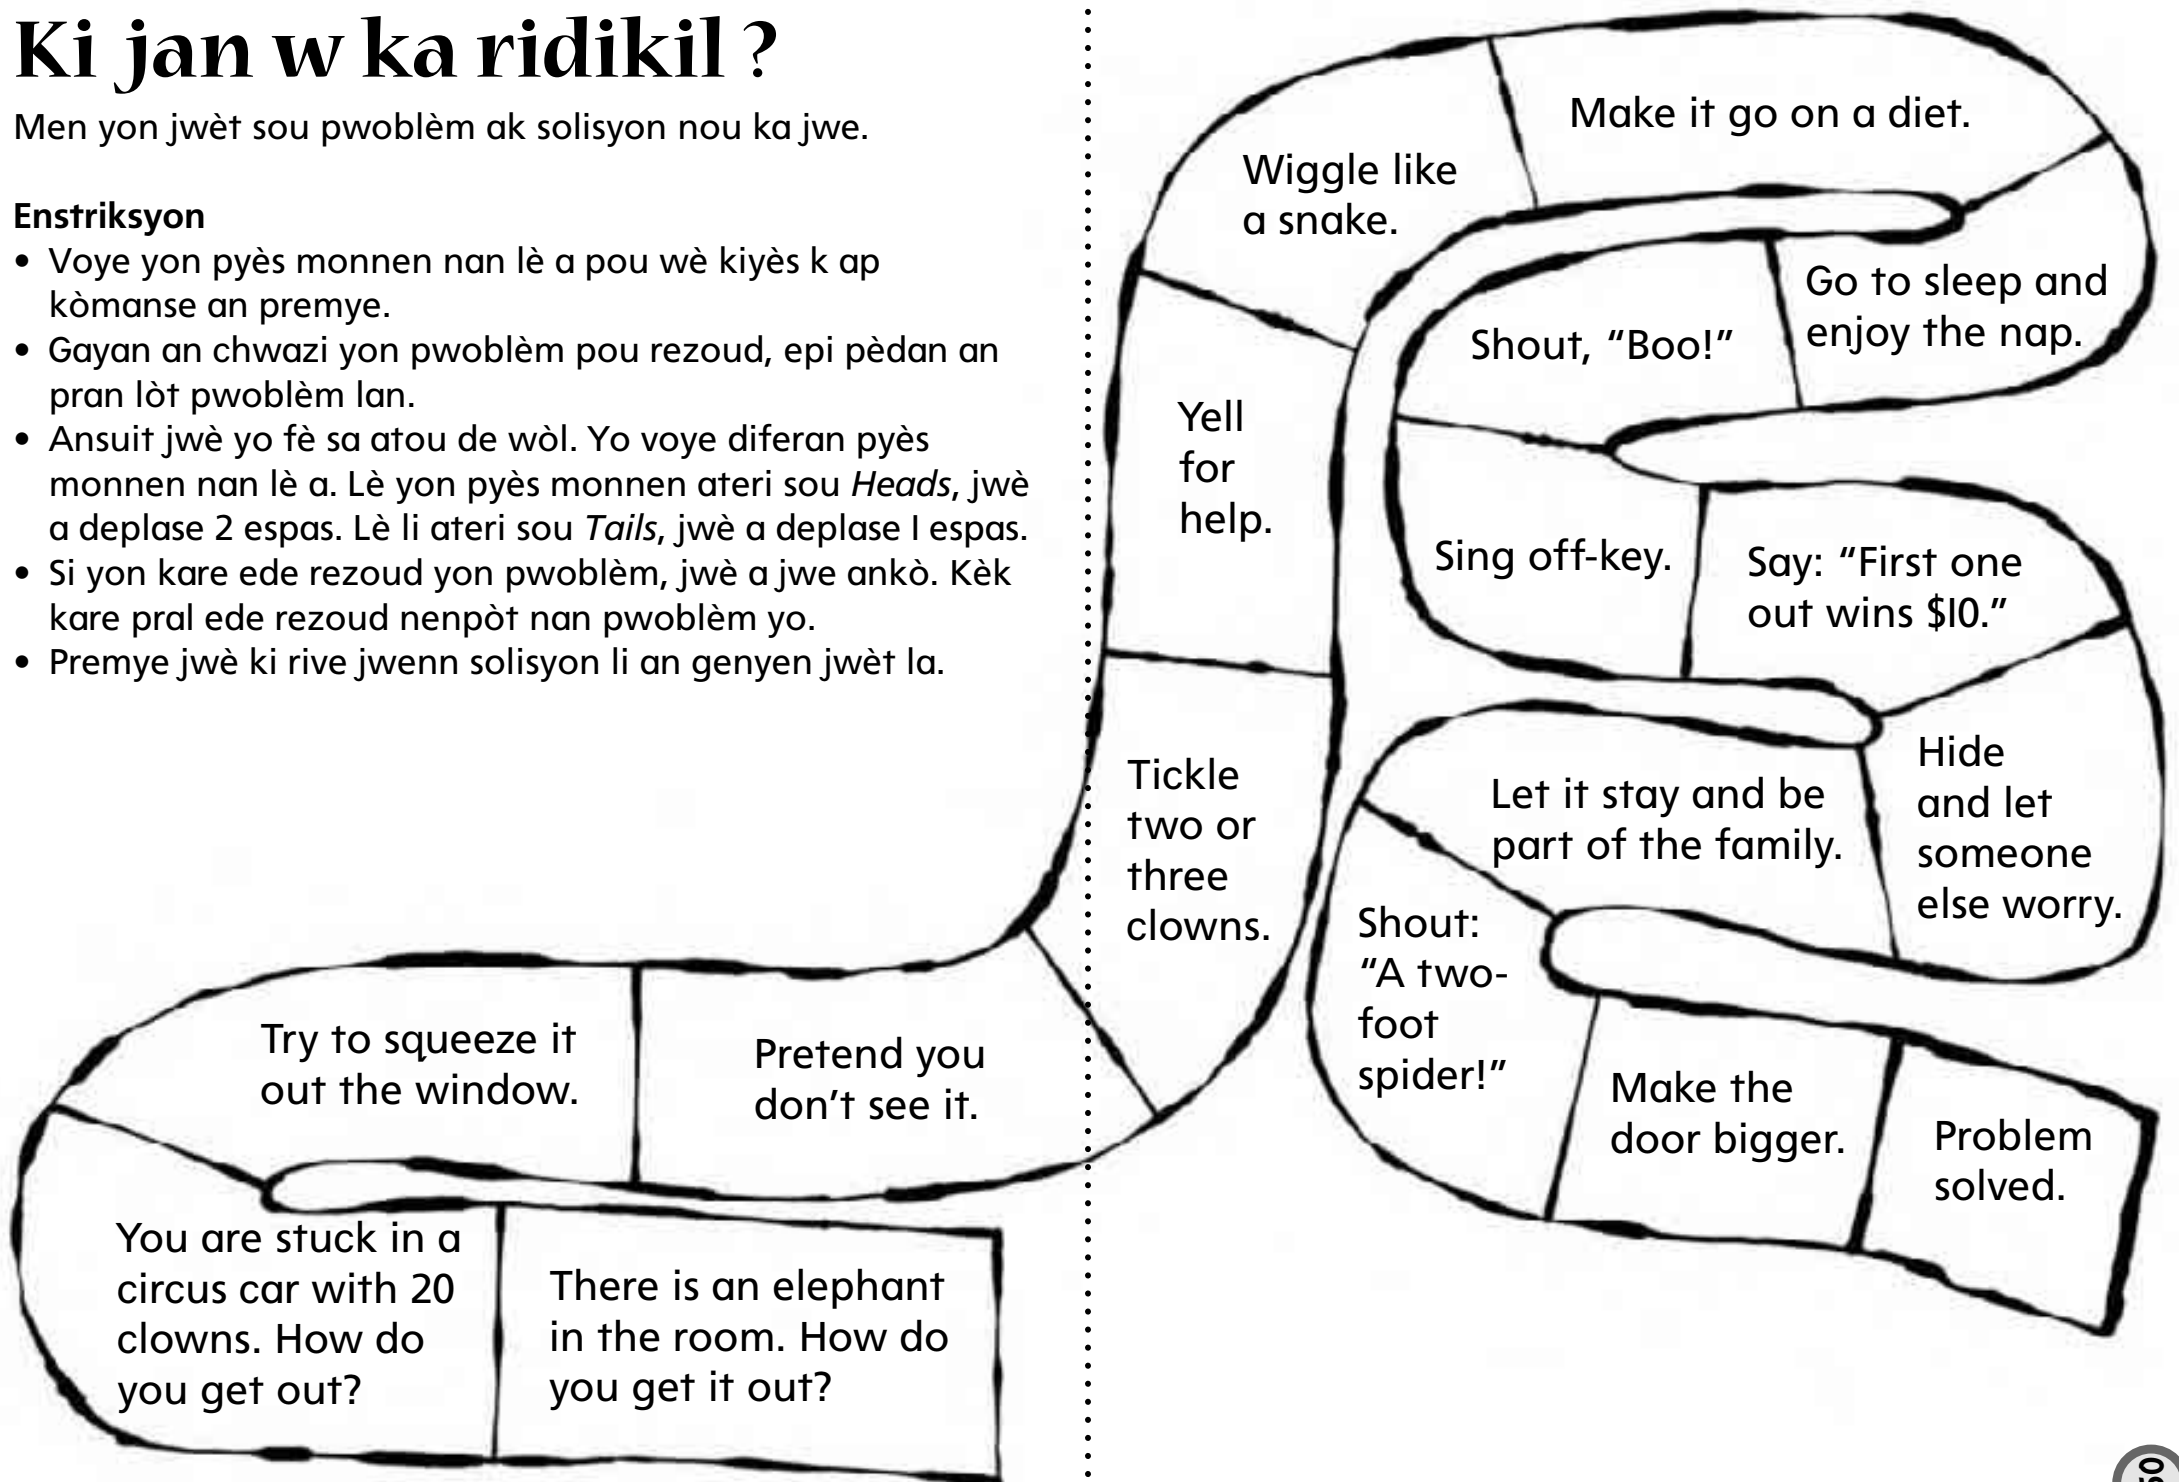 Ki jan w ka ridikil ?
Men yon jwèt sou pwoblèm ak solisyon nou ka jwe.
Enstriksyon
• Voye yon pyès monnen nan lè a pou wè kiyès k ap
kòmanse an premye.
• Gayan an chwazi yon pwoblèm pou rezoud, epi pèdan an
pran lòt pwoblèm lan.
• Ansuit jwè yo fè sa atou de wòl. Yo voye diferan pyès
monnen nan lè a. Lè yon pyès monnen ateri sou Heads, jwè
a deplase 2 espas. Lè li ateri sou Tails, jwè a deplase I espas.
• Si yon kare ede rezoud yon pwoblèm, jwè a jwe ankò. Kèk
kare pral ede rezoud nenpòt nan pwoblèm yo.
• Premye jwè ki rive jwenn solisyon li an genyen jwèt la.
There is an elephant
in the room. How do
you get it out?
You are stuck in a
circus car with 20
clowns. How do
you get out?
Try to squeeze it
out the window.
Pretend you
don’t see it.
Tickle
two or
three
clowns.
Yell
for
help.
Wiggle like
a snake.
Make it go on a diet.
Go to sleep and
enjoy the nap.
Shout, “Boo!”
Sing off-key.
Say: “First one
out wins $I0.”
Hide
and let
someone
else worry.
Let it stay and be
part of the family.
Shout:
“A two-
foot
spider!”
Make the
door bigger.
Problem
solved.